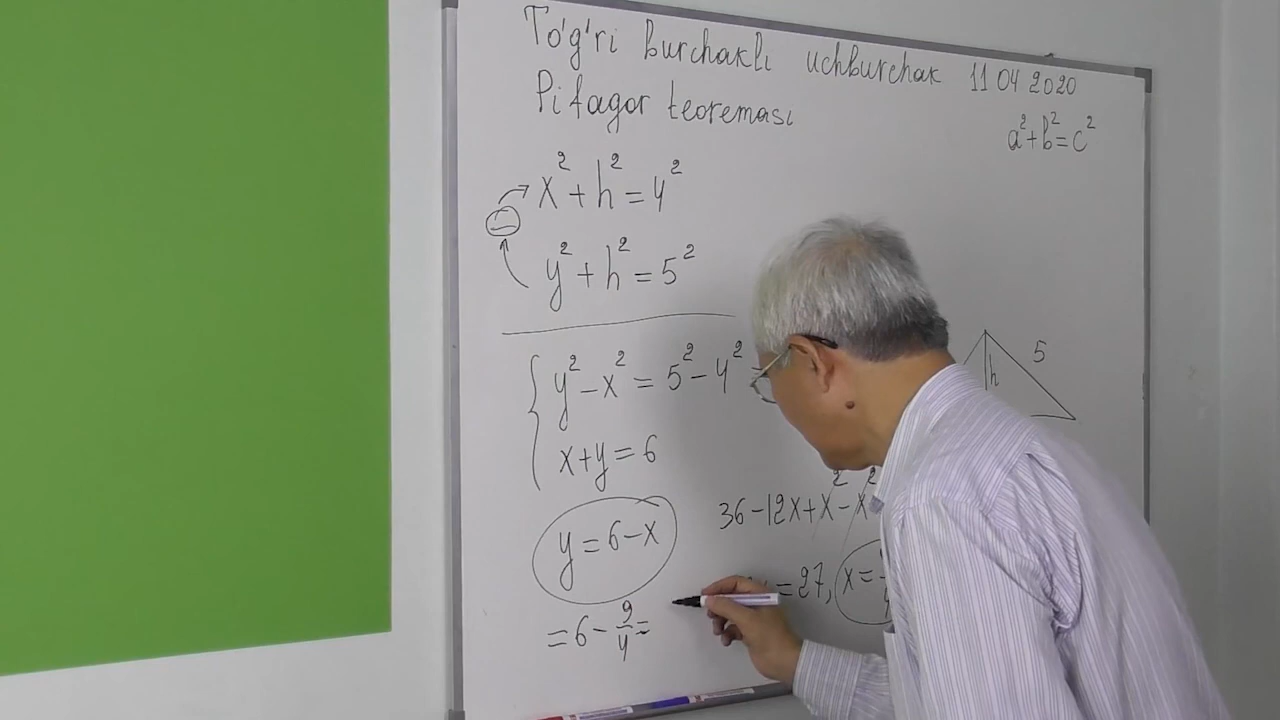 To'g'ri burchakli uchburchak 11 04 2020
Pifagor teoremasi
a²+b²=c²
x²+h²=4²
−
y²+h²=5²
y²−x²=5²−4²
x+y=6
y=6−x
=6−9/4=
5
h
36−12x+x²−x²
=27, x=